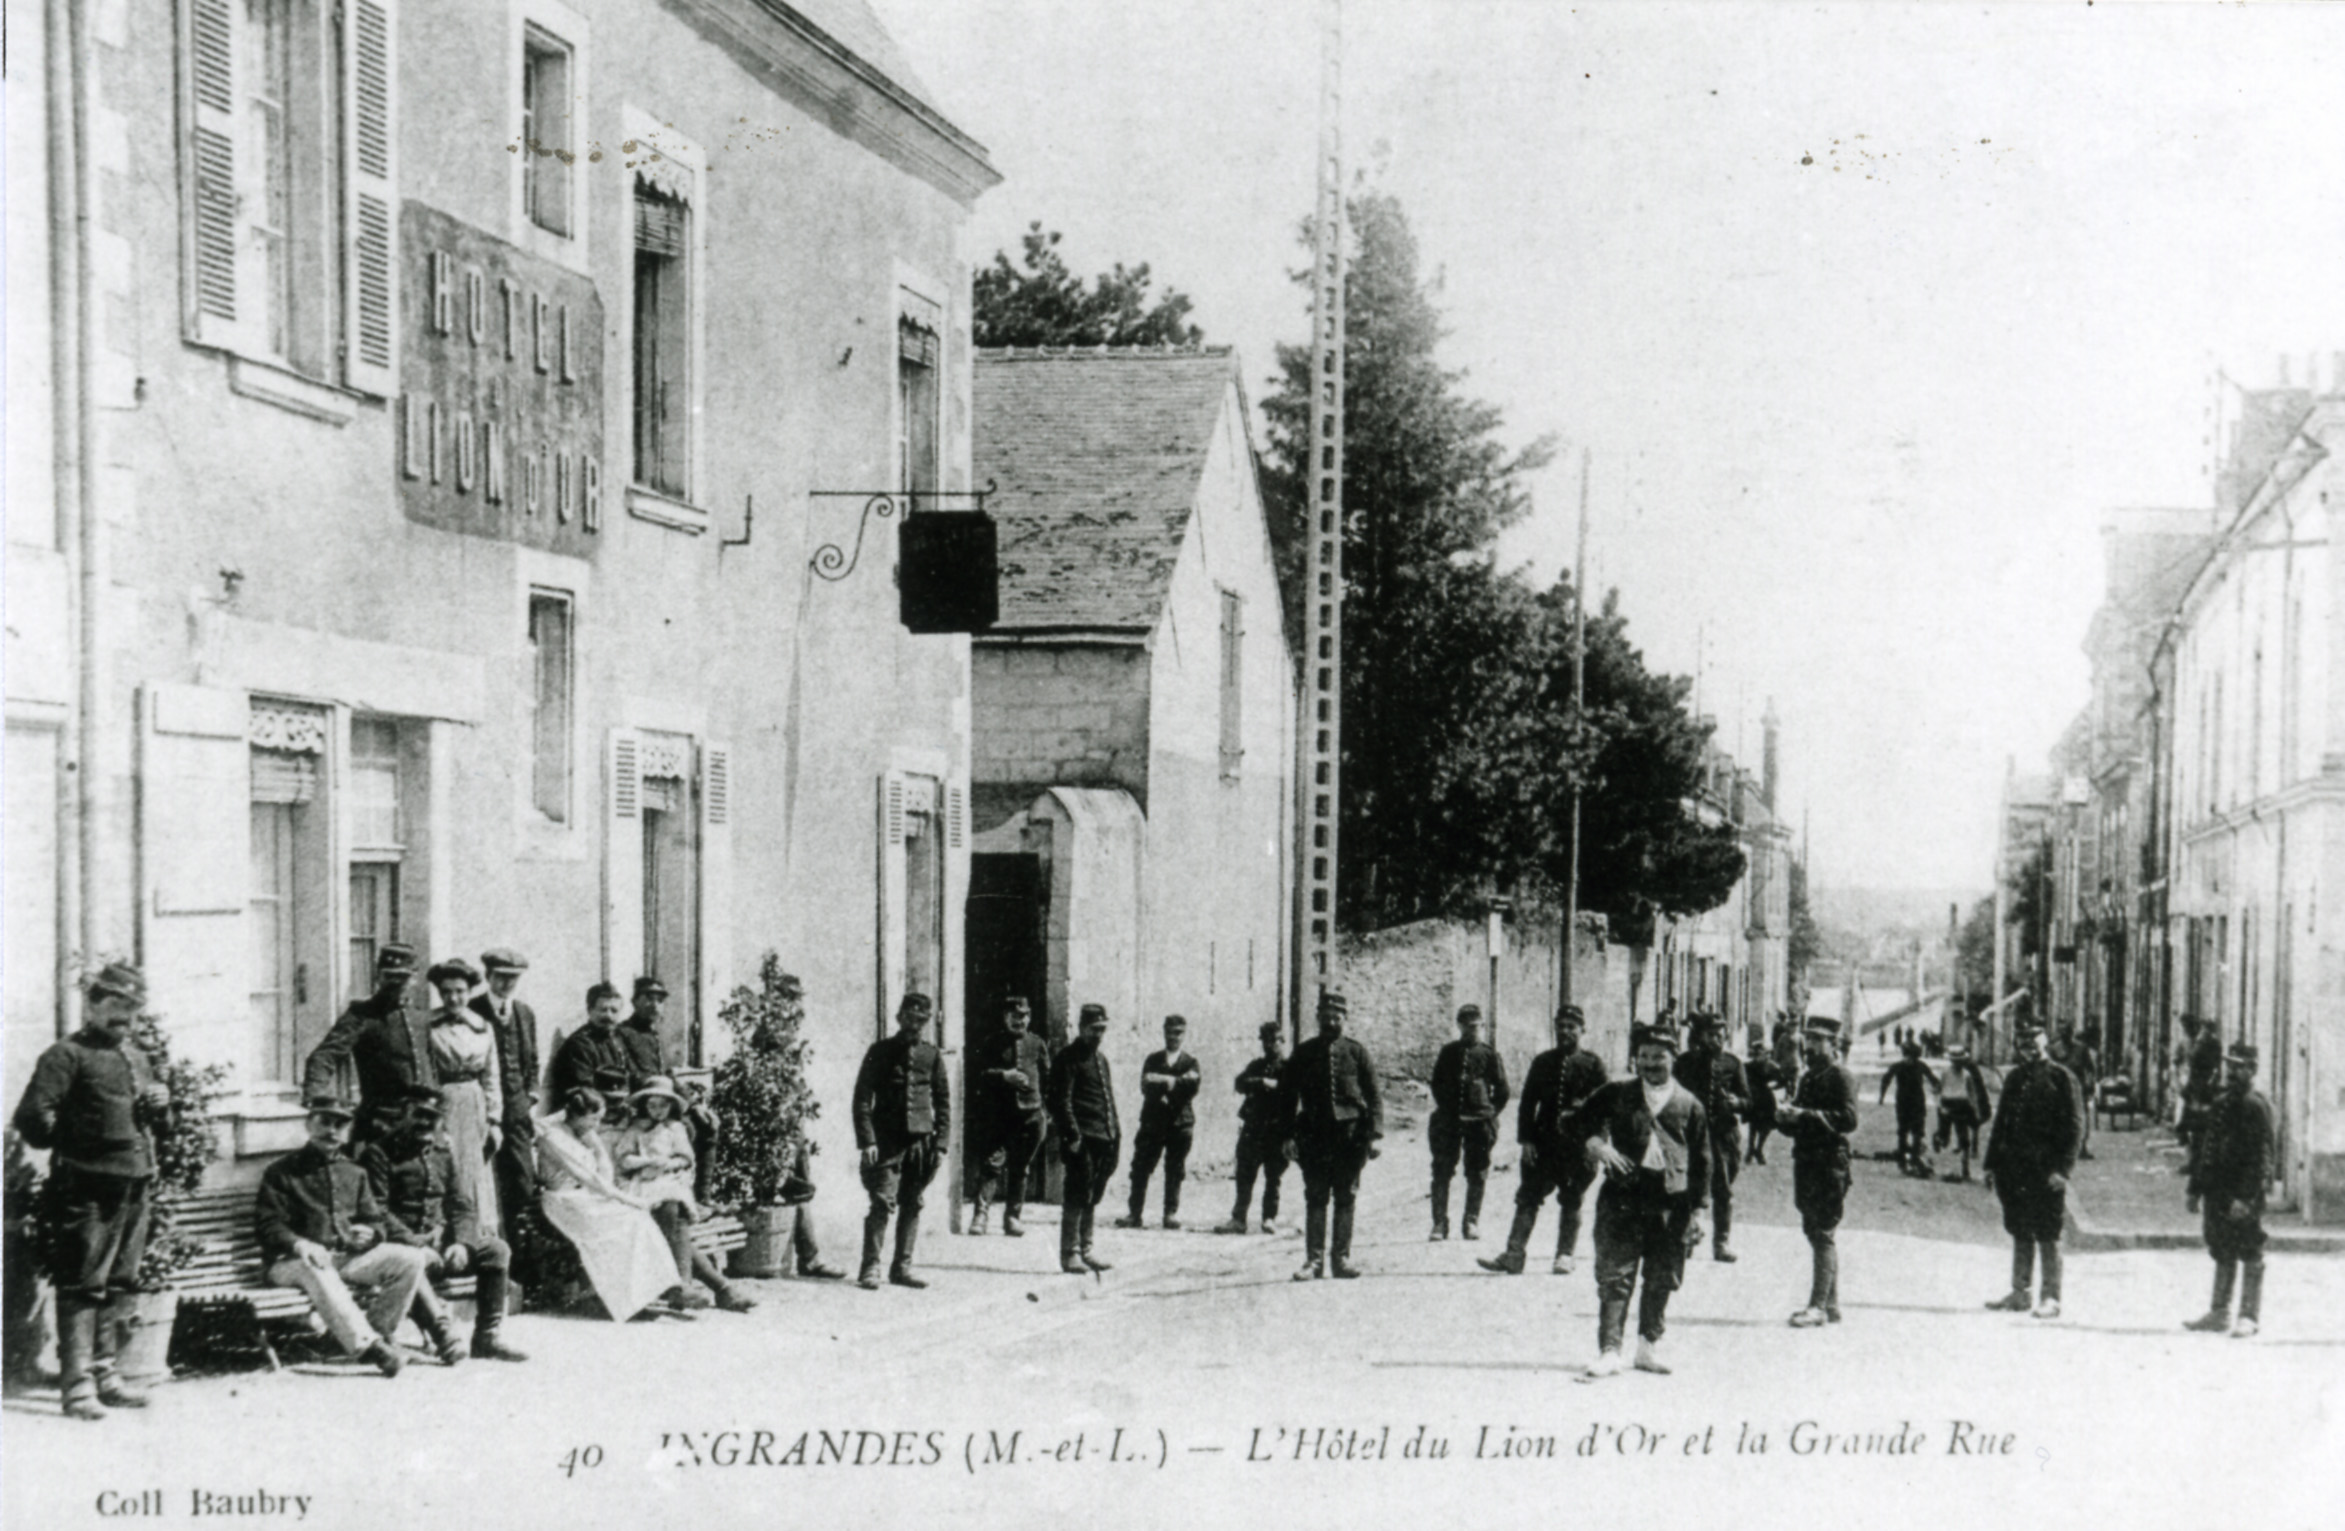 HOTEL
LION D'OR
40 INGRANDES (M.-et-L.) — L'Hôtel du Lion d'Or et la Grande Rue
Coll Baubry